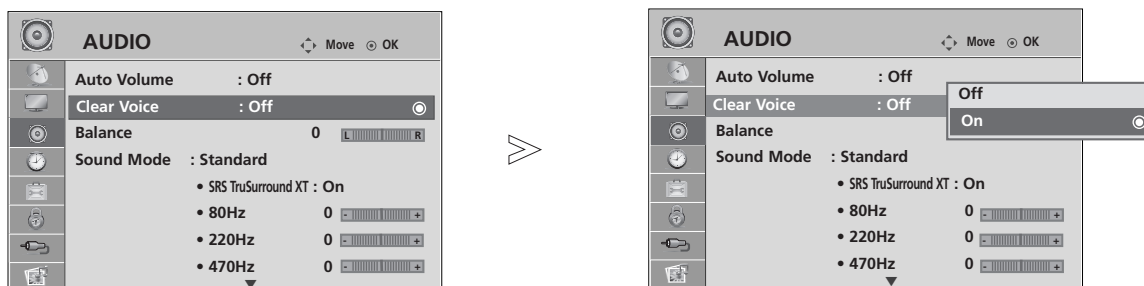 AUDIO
Move OK
Auto Volume : Off
Clear Voice : Off
Balance 0 L R
Sound Mode : Standard
• SRS TruSurround XT : On
• 80Hz 0 - +
• 220Hz 0 - +
• 470Hz 0 - +
AUDIO
Move OK
Auto Volume : Off
Clear Voice : Off
Balance
Sound Mode : Standard
• SRS TruSurround XT : On
• 80Hz 0 - +
• 220Hz 0 - +
• 470Hz 0 - +
Off
On